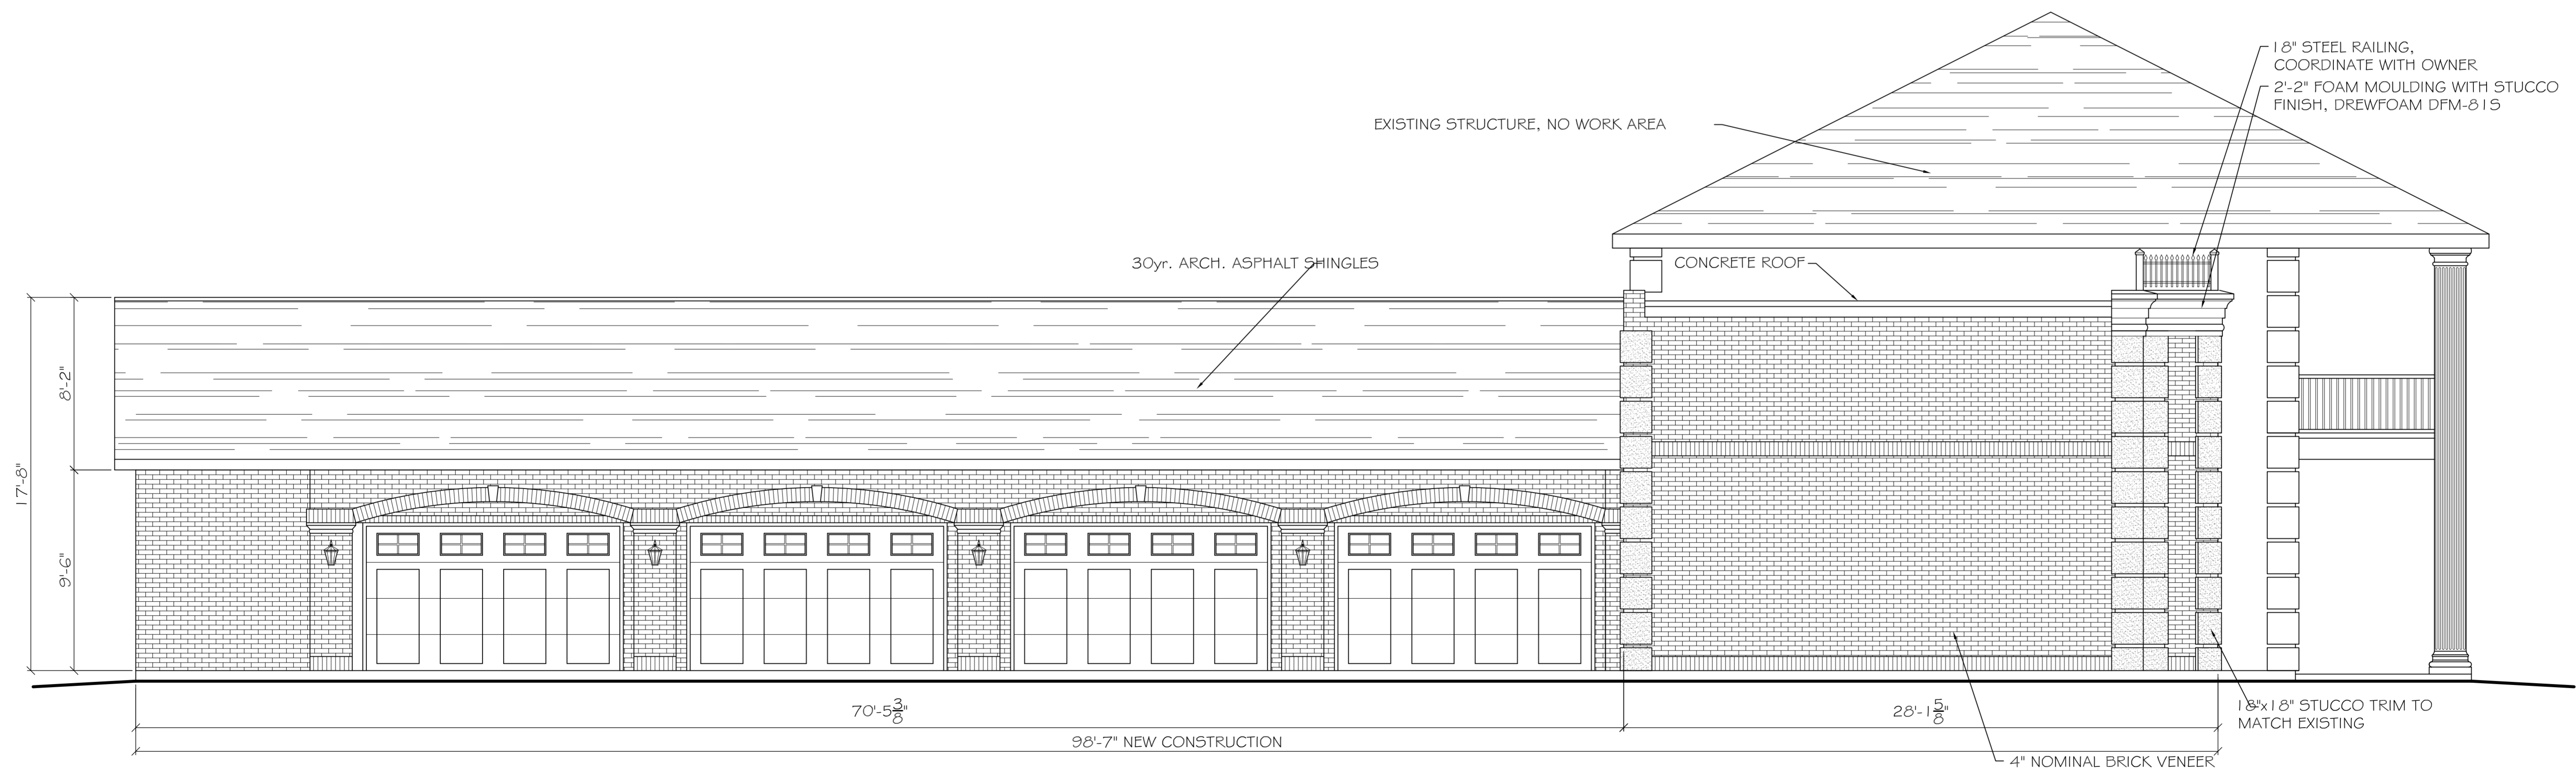 18" STEEL RAILING,
COORDINATE WITH OWNER
2'-2" FOAM MOULDING WITH STUCCO
FINISH, DREWFOAM DFM-815
EXISTING STRUCTURE, NO WORK AREA
30yr. ARCH. ASPHALT SHINGLES
CONCRETE ROOF
8'-2"
17'-8"
9'-6"
70'-5 3/8"
28'-1 5/8"
18"x18" STUCCO TRIM TO
MATCH EXISTING
98'-7" NEW CONSTRUCTION
4" NOMINAL BRICK VENEER